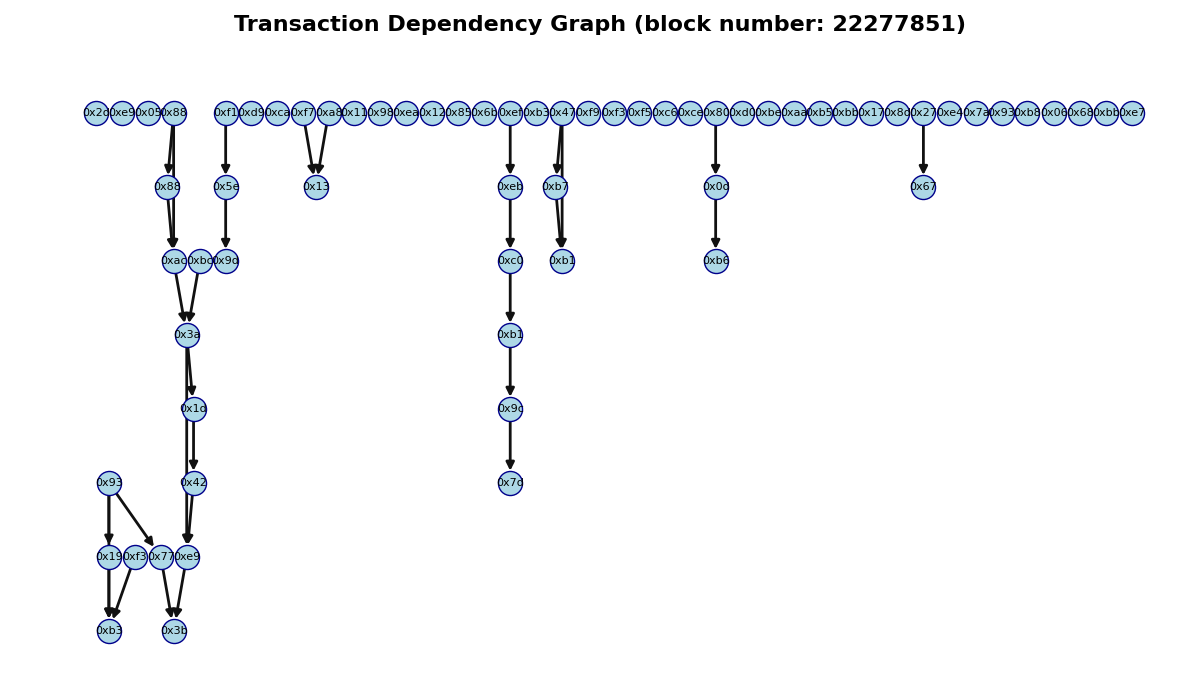 Transaction Dependency Graph (block number: 22277851)
0x2d 0xe9 0x05 0x88 0xf1 0xd9 0xca 0xf7 0xa8 0x11 0x98 0xea 0x12 0x85 0x6b 0xef 0xb3 0x47 0xf9 0xf3 0xf5 0xc6 0xce 0x80 0xd0 0xbe 0xaa 0xb5 0xbb 0x17 0x8d 0x27 0xe4 0x7a 0x93 0xb8 0x06 0x68 0xbb 0xe7
0x88 0x5e 0x13 0xeb 0xb7 0x0d 0x67
0xac 0xbc 0x9d 0xc0 0xb1 0xb6
0x3a 0xb1
0x1d 0x9c
0x93 0x42 0x7d
0x19 0xf3 0x77 0xe9
0xb3 0x3b